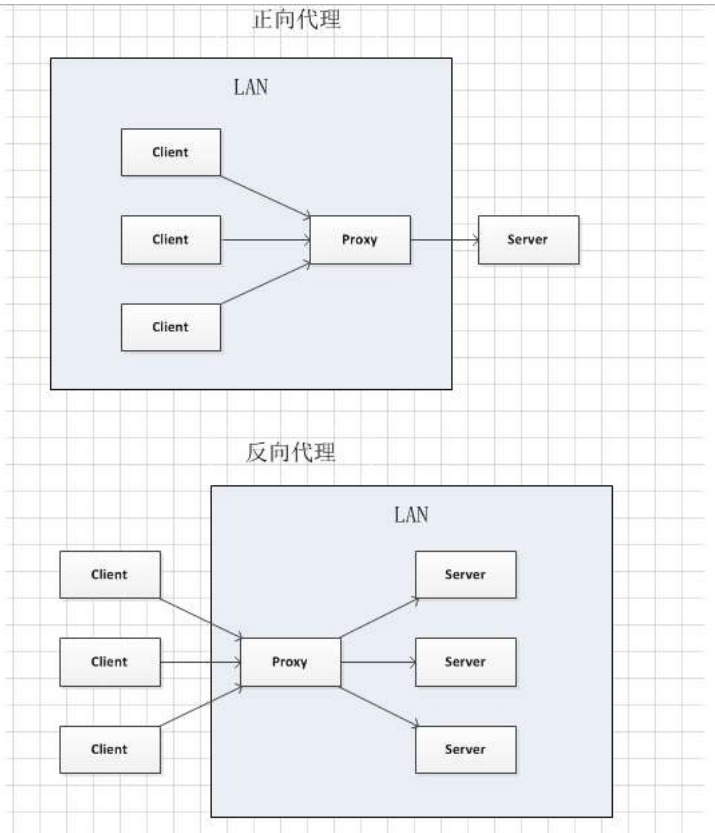 正向代理
LAN
Client
Client
Proxy
Server
Client
反向代理
LAN
Client
Server
Client
Proxy
Server
Client
Server